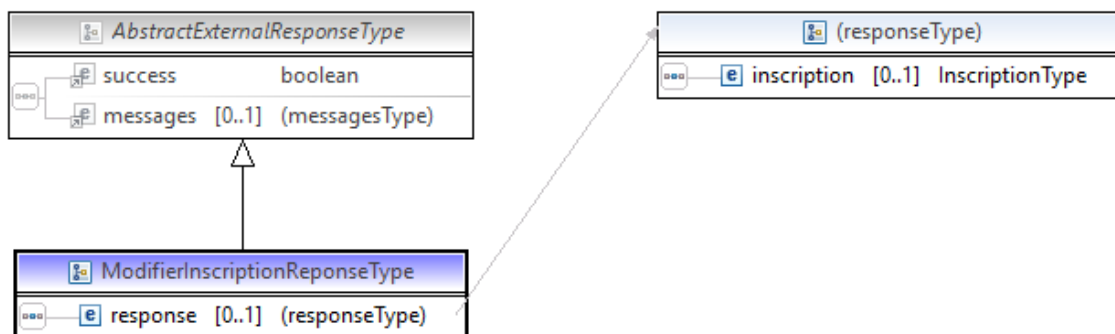 AbstractExternalResponseType
success boolean
messages [0..1] (messagesType)
(responseType)
e inscription [0..1] InscriptionType
ModifierInscriptionReponseType
e response [0..1] (responseType)